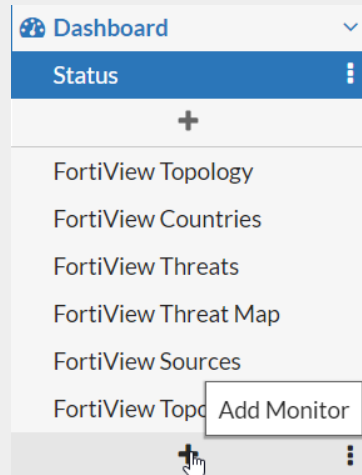 Dashboard
Status
FortiView Topology
FortiView Countries
FortiView Threats
FortiView Threat Map
FortiView Sources
FortiView Topo
Add Monitor